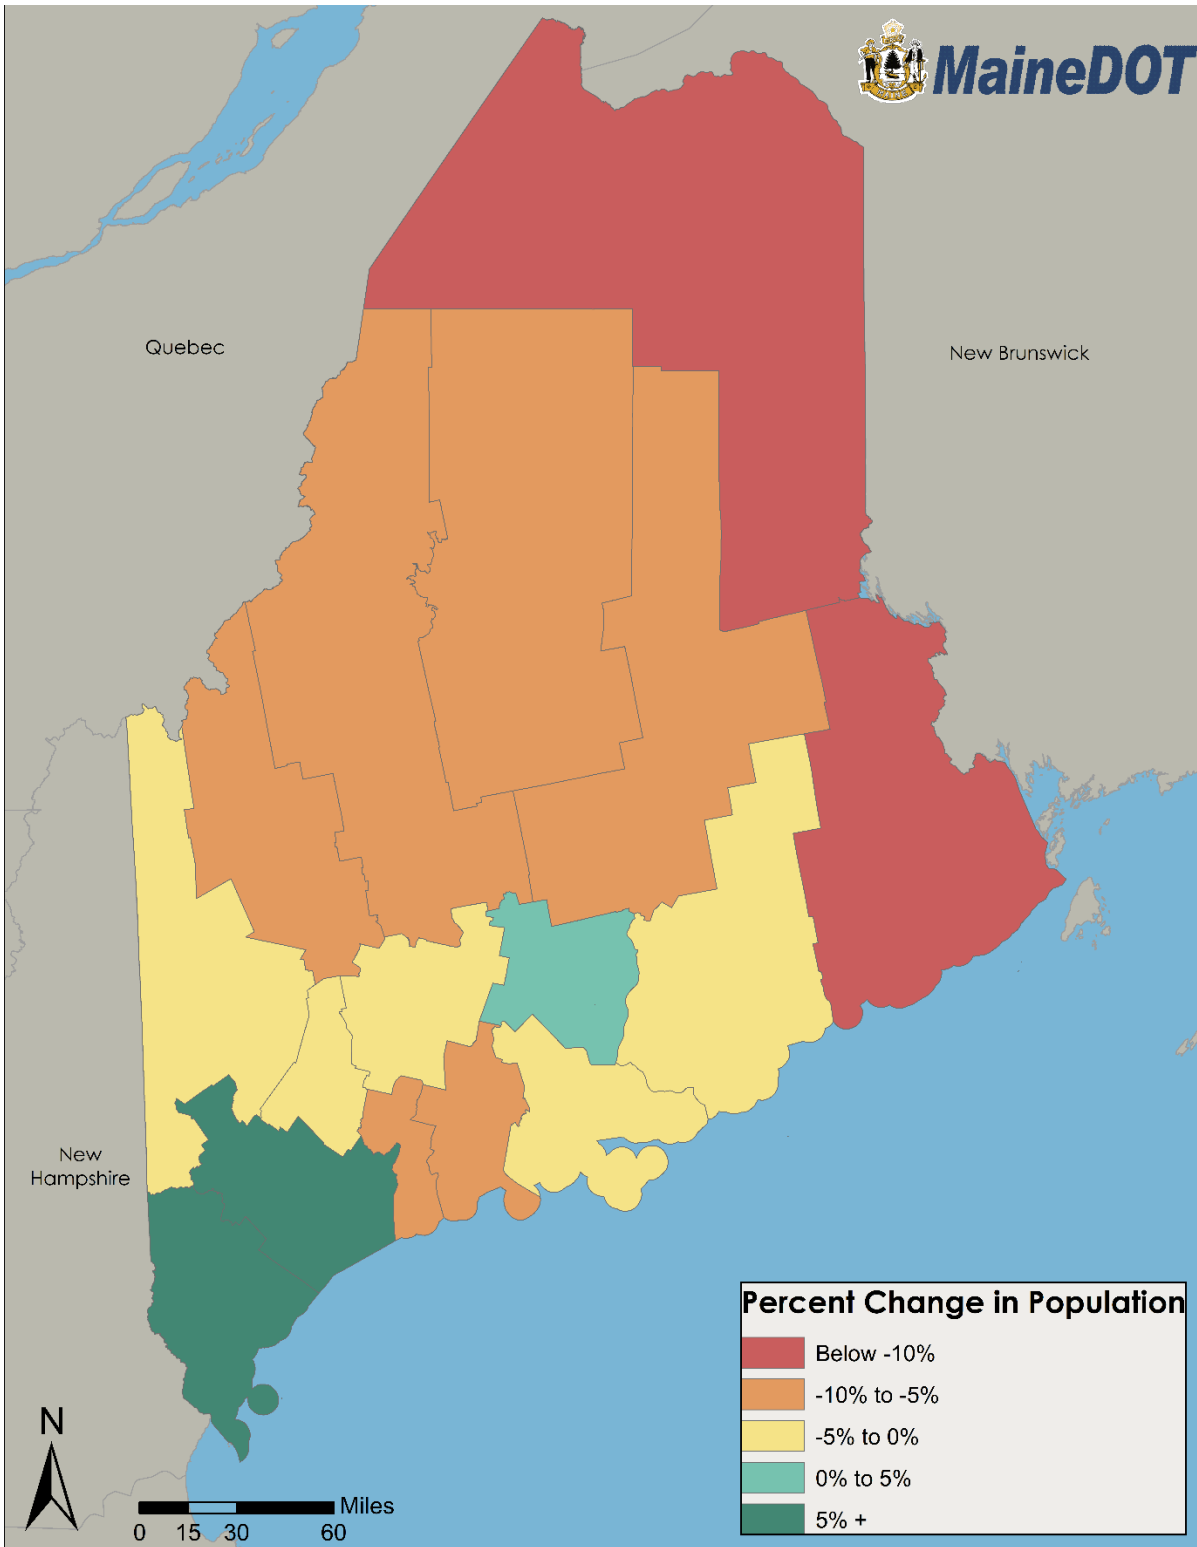 MaineDOT
Quebec
New Brunswick
New
Hampshire
Percent Change in Population
Below -10%
-10% to -5%
-5% to 0%
0% to 5%
5% +
N
Miles
0 15 30 60